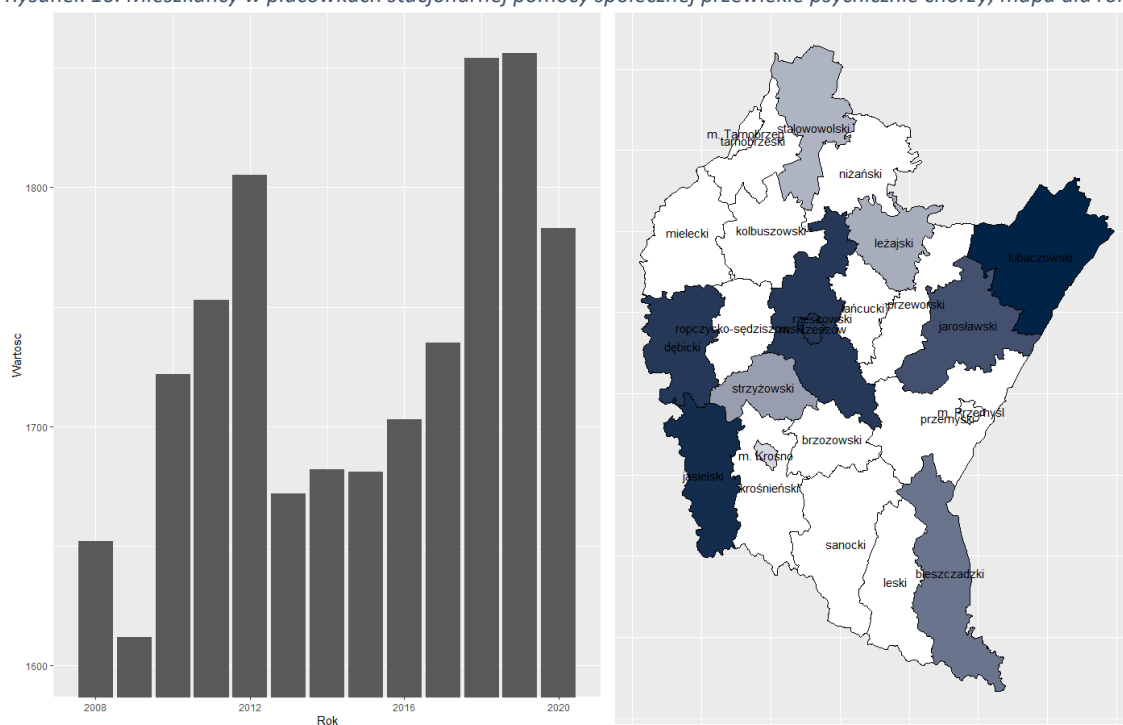 Rysunek 10. Mieszkańcy w placówkach stacjonarnej pomocy społecznej przewlekle psychicznie chorzy, mapa dla
1800
1700
1600
Wartosc
2008
2012
2016
2020
Rok
stalowowolski
m. Tarnobrzeg
tarnobrzeski
niżański
mielecki
kolbuszowski
leżajski
lubaczowski
przeworski
łańcucki
rzeszowski
m. Rzeszów
ropczycko-sędziszowski
jarosławski
dębicki
strzyżowski
m. Przemyśl
przemyski
brzozowski
m. Krosno
jasielski
krośnieński
sanocki
leski
bieszczadzki